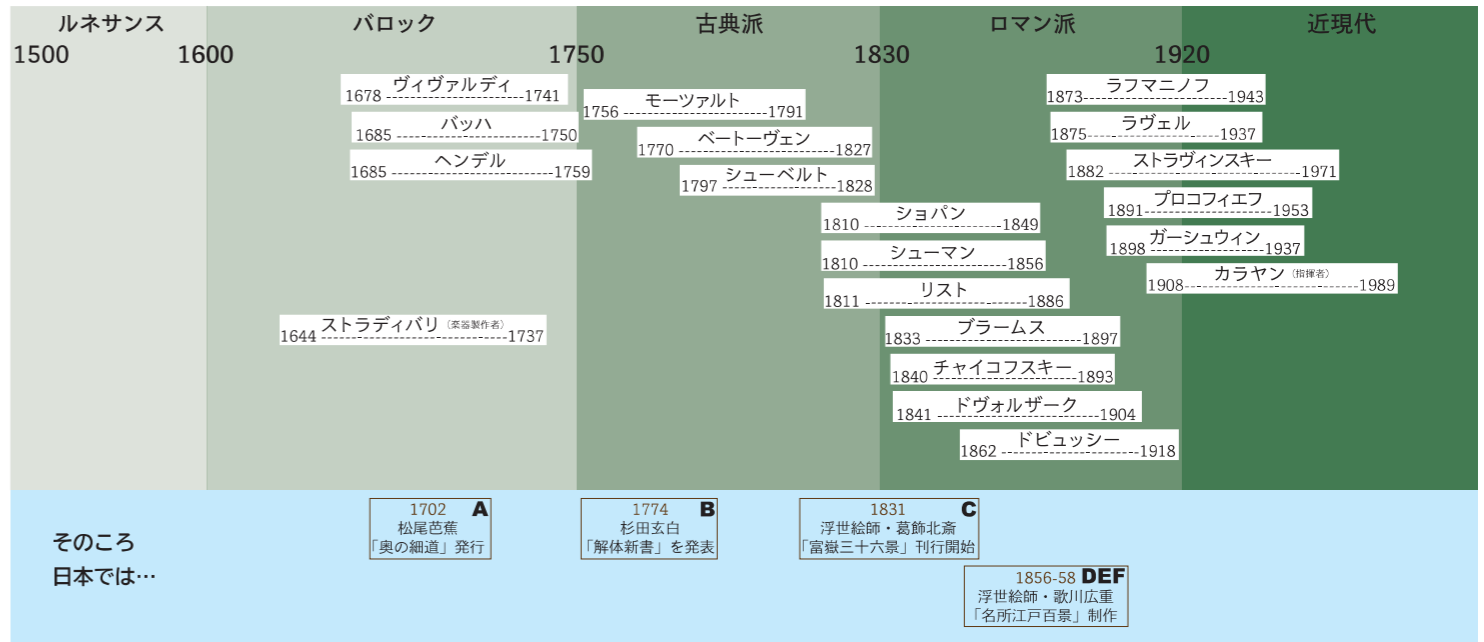 ルネサンス
バロック
古典派
ロマン派
近現代
1500
1600
1750
1830
1920
ヴィヴァルディ
1678 ------ 1741
バッハ
1685 ------ 1750
ヘンデル
1685 ------ 1759
ストラディバリ (楽器製作者)
1644 ------ 1737
モーツァルト
1756 ------ 1791
ベートーヴェン
1770 ------ 1827
シューベルト
1797 ------ 1828
ショパン
1810 ------ 1849
シューマン
1810 ------ 1856
リスト
1811 ------ 1886
ブラームス
1833 ------ 1897
チャイコフスキー
1840 ------ 1893
ドヴォルザーク
1841 ------ 1904
ドビュッシー
1862 ------ 1918
ラフマニノフ
1873 ------ 1943
ラヴェル
1875 ------ 1937
ストラヴィンスキー
1882 ------ 1971
プロコフィエフ
1891 ------ 1953
ガーシュウィン
1898 ------ 1937
カラヤン (指揮者)
1908 ------ 1989
そのころ
日本では…
1702 A
松尾芭蕉
「奥の細道」発行
1774 B
杉田玄白
「解体新書」を発表
1831 C
浮世絵師・葛飾北斎
「富嶽三十六景」刊行開始
1856-58 DEF
浮世絵師・歌川広重
「名所江戸百景」制作